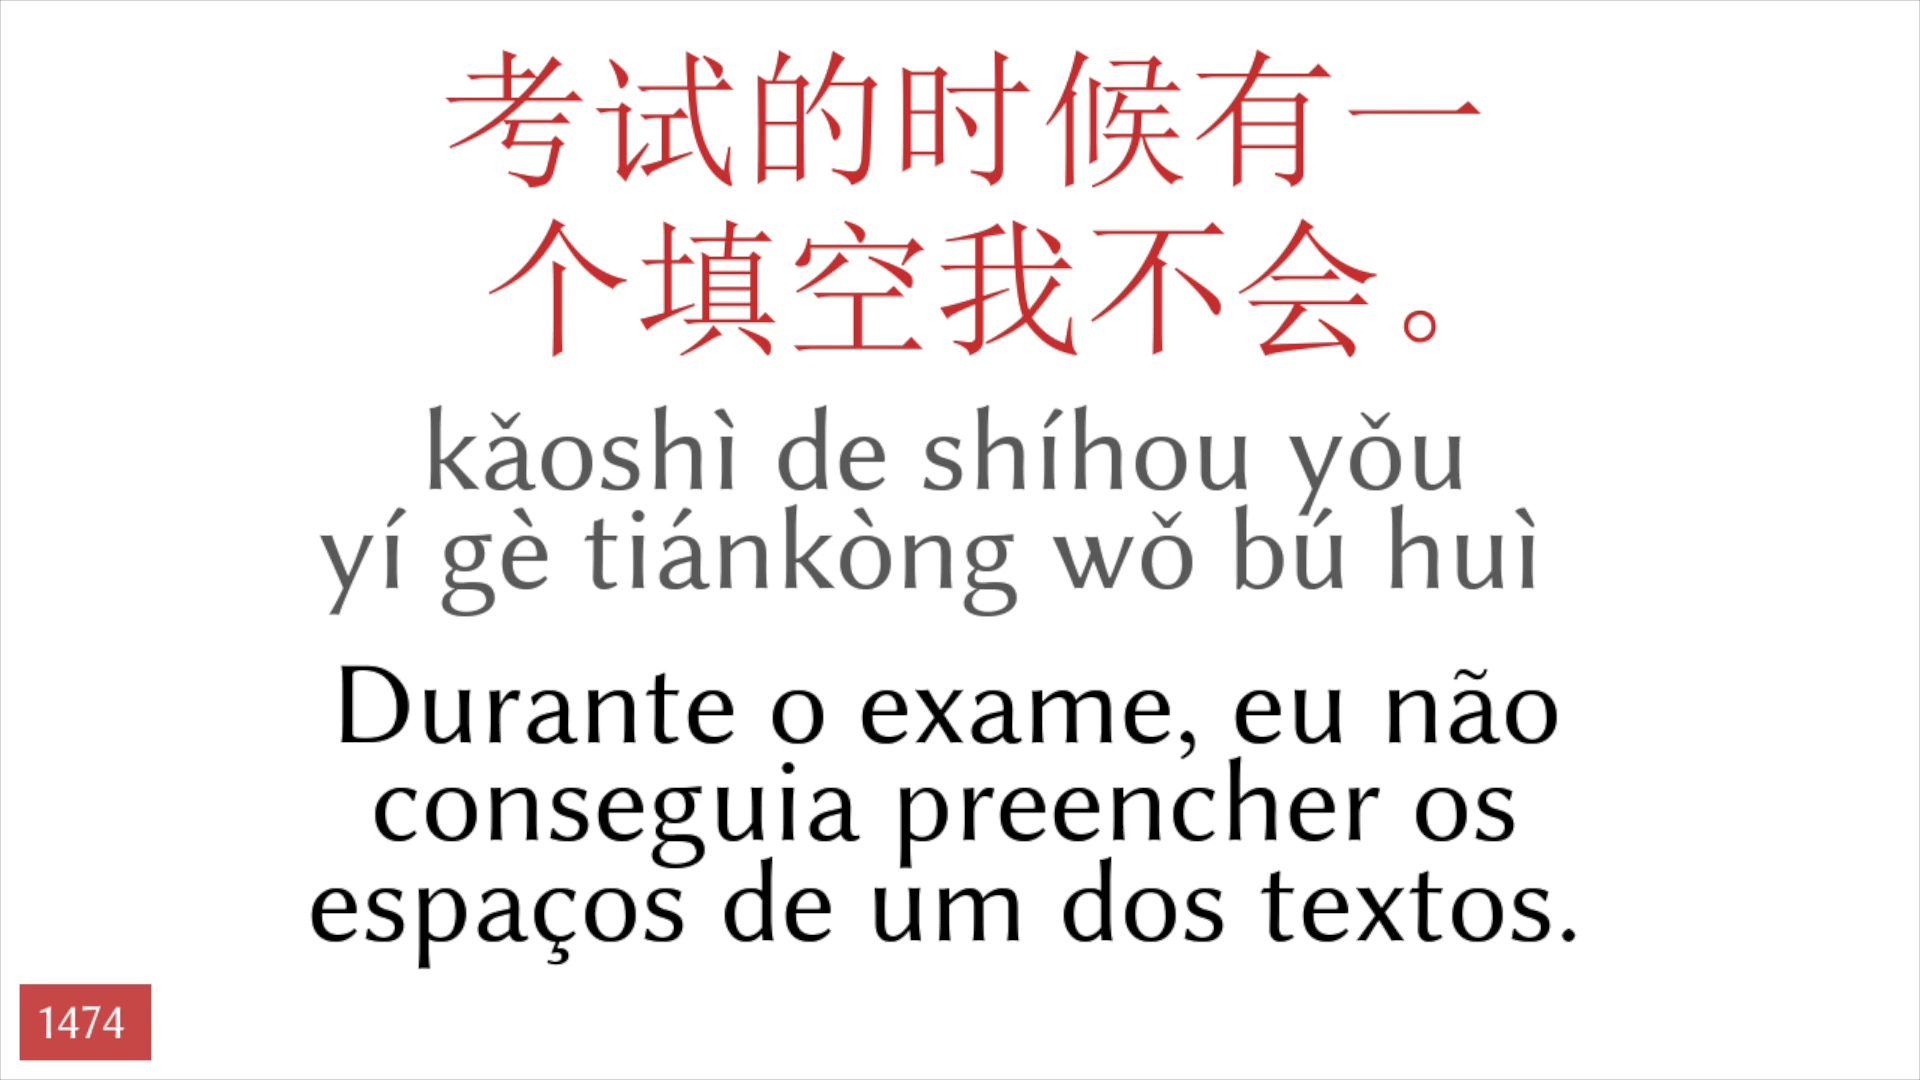 考试的时候有一
个填空我不会。
kǎoshì de shíhou yǒu
yí gè tiánkòng wǒ bú huì
Durante o exame, eu não
conseguia preencher os
espaços de um dos textos.
1474